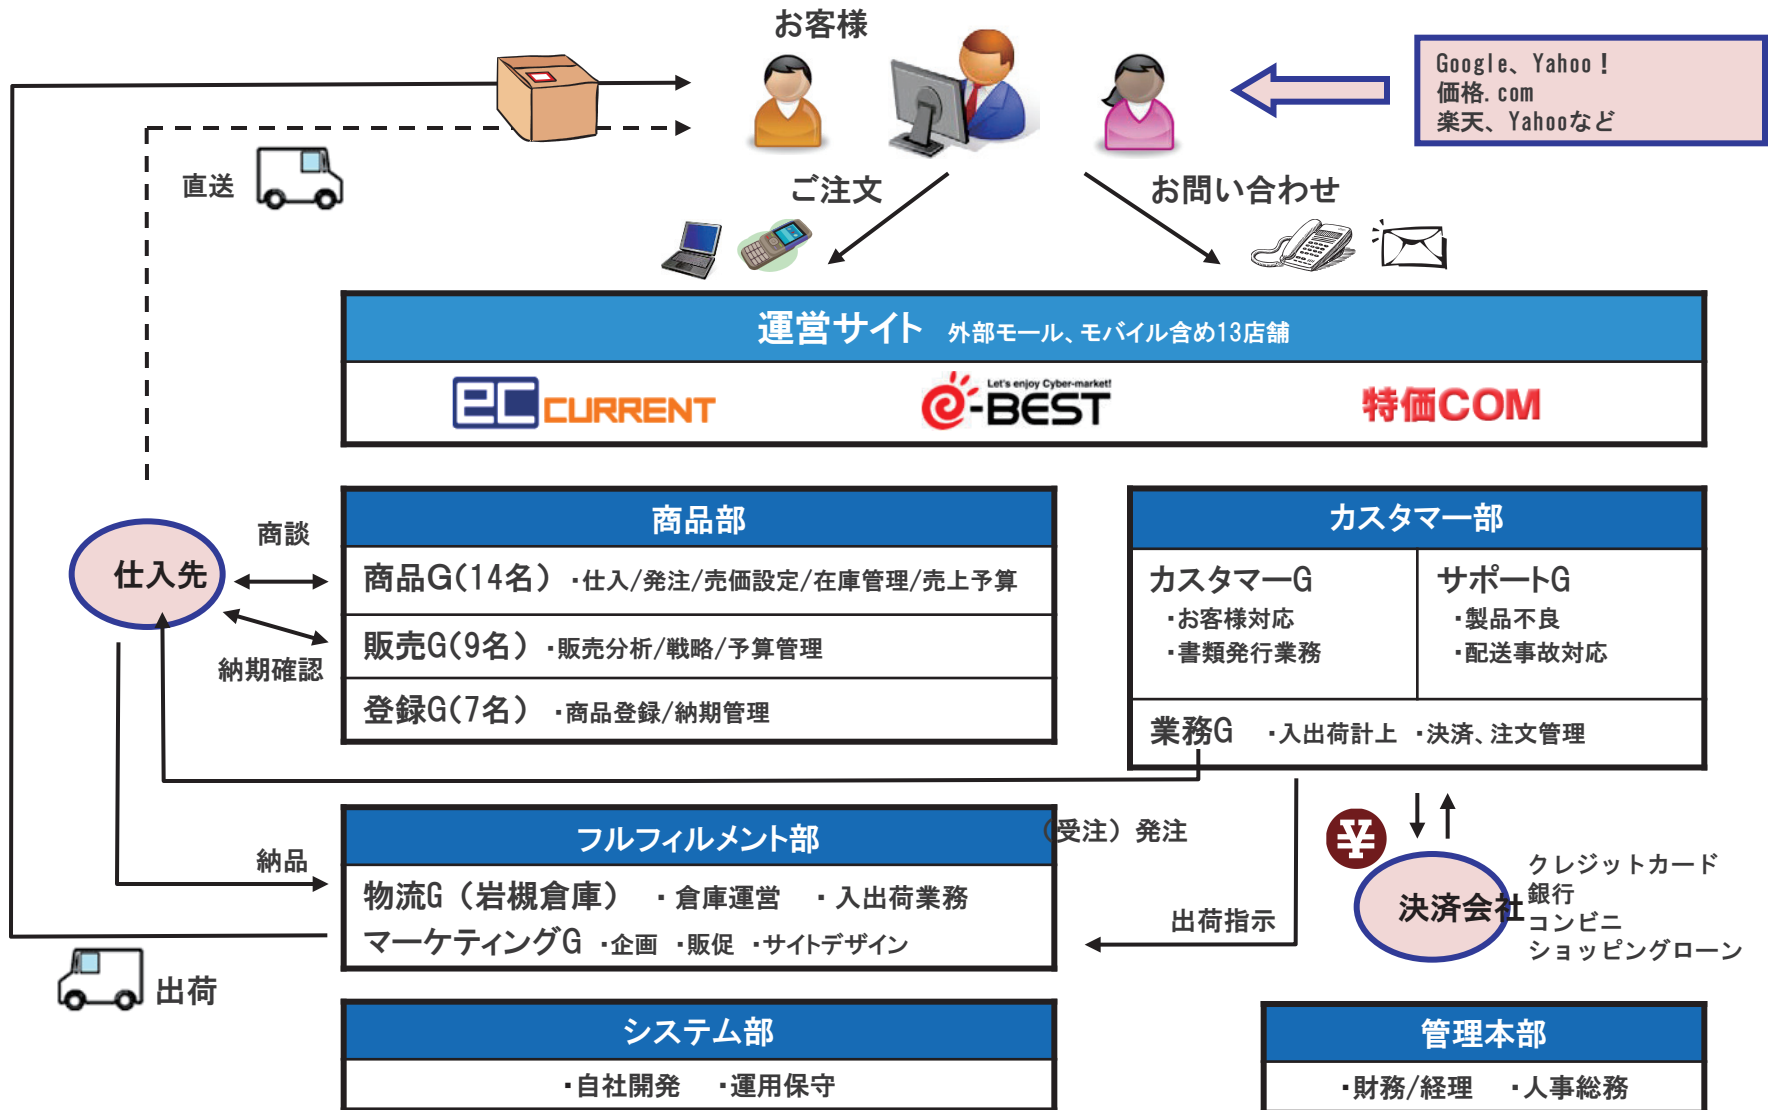 お客様
Google、Yahoo！
価格.com
楽天、Yahooなど
直送
ご注文
お問い合わせ
運営サイト 外部モール、モバイル含め13店舗
EC CURRENT
Let's enjoy Cyber-market!
e-BEST
特価COM
商品部
商談
仕入先
商品G(14名) ・仕入/発注/売価設定/在庫管理/売上予算
販売G(9名) ・販売分析/戦略/予算管理
納期確認
登録G(7名) ・商品登録/納期管理
カスタマー部
カスタマーG
・お客様対応
・書類発行業務
サポートG
・製品不良
・配送事故対応
業務G ・入出荷計上 ・決済、注文管理
フルフィルメント部
(受注) 発注
納品
物流G (岩槻倉庫) ・倉庫運営 ・入出荷業務
マーケティングG ・企画 ・販促 ・サイトデザイン
出荷指示
¥
決済会社
クレジットカード
銀行
コンビニ
ショッピングローン
出荷
システム部
・自社開発 ・運用保守
管理本部
・財務/経理 ・人事総務